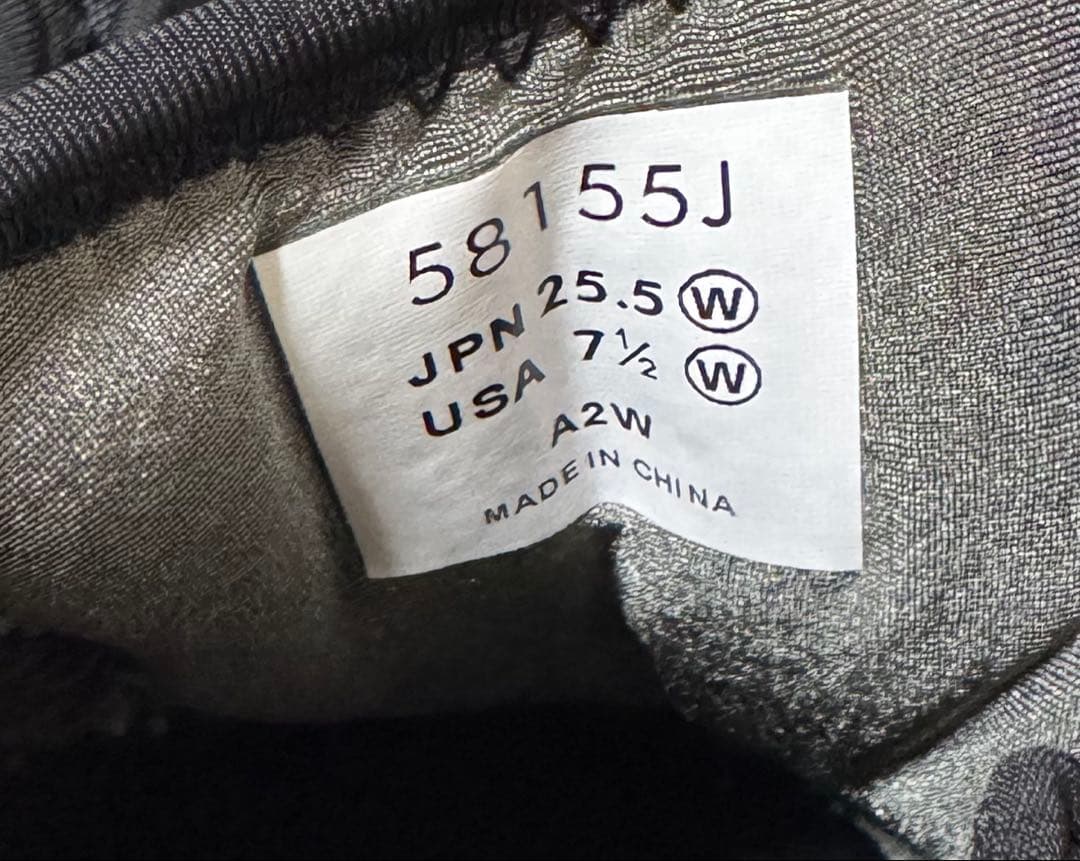 58155J
JPN 25.5 Ⓦ
USA 7½ Ⓦ
A2W
MADE IN CHINA